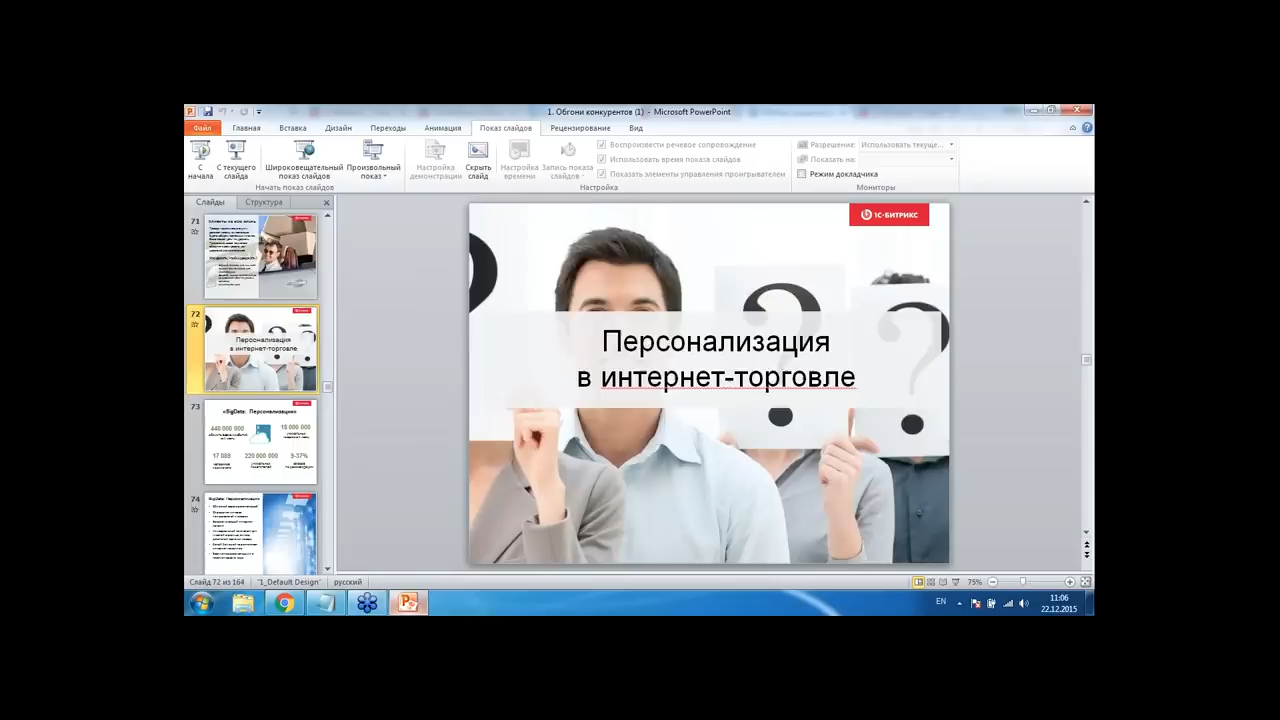 1. Обгони конкурентов (1) - Microsoft PowerPoint
Файл Главная Вставка Дизайн Переходы Анимация Показ слайдов Рецензирование Вид
С начала
С текущего слайда
Широковещательный показ слайдов
Произвольный показ
Настройка демонстрации
Скрыть слайд
Настройка времени
Запись показа слайдов
Воспроизвести речевое сопровождение
Использовать время показа слайдов
Показать элементы управления проигрывателем
Разрешение: Использовать текуще...
Показать на:
Режим докладчика
Начать показ слайдов Настройка Мониторы
Слайды Структура
71
72
Персонализация
в интернет-торговле
73
«BigData: Персонализация»
440 000 000
18 000 000
17 089
220 000 000
9-37%
74
BigData: Персонализация
1С-БИТРИКС
Персонализация
в интернет-торговле
Слайд 72 из 164 "1_Default Design" русский 75%
EN 11:06
22.12.2015